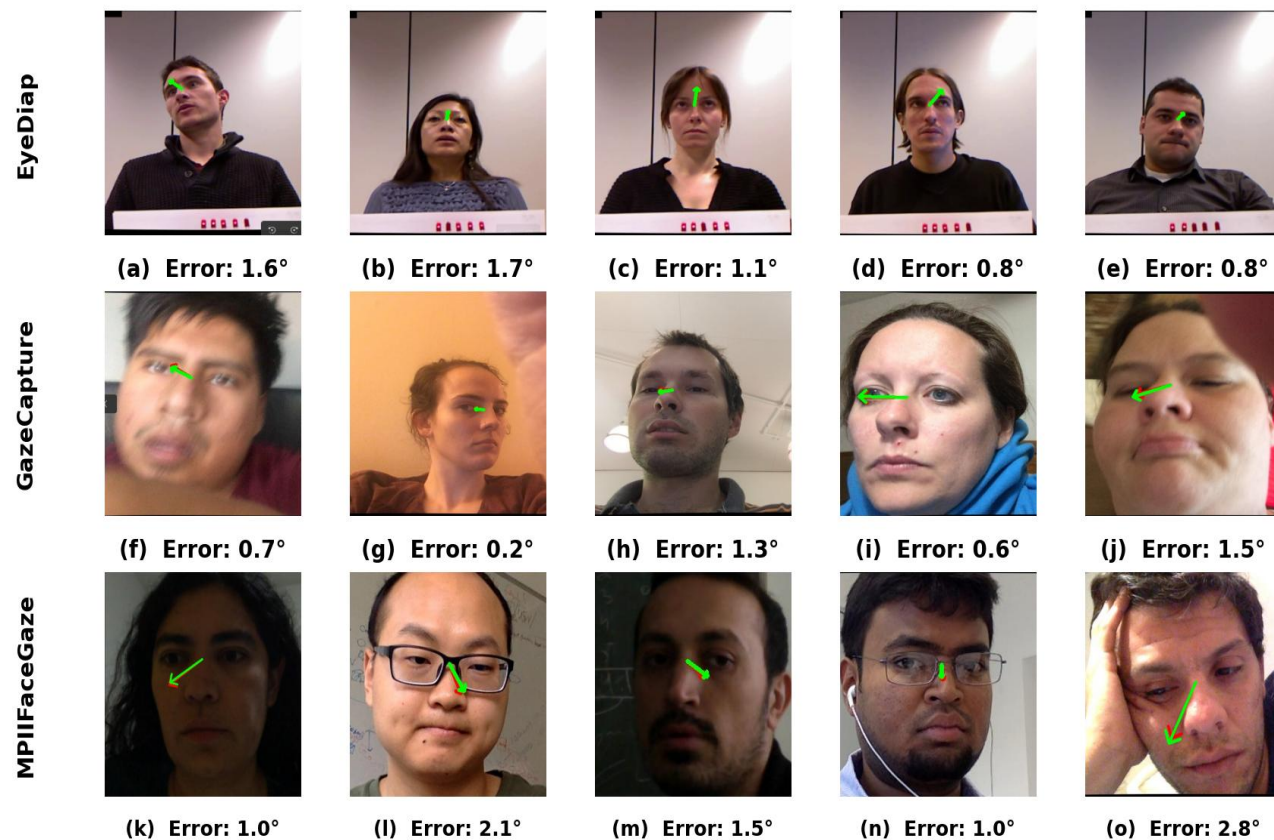 EyeDiap
(a) Error: 1.6° (b) Error: 1.7° (c) Error: 1.1° (d) Error: 0.8° (e) Error: 0.8°
GazeCapture
(f) Error: 0.7° (g) Error: 0.2° (h) Error: 1.3° (i) Error: 0.6° (j) Error: 1.5°
MPIIFaceGaze
(k) Error: 1.0° (l) Error: 2.1° (m) Error: 1.5° (n) Error: 1.0° (o) Error: 2.8°